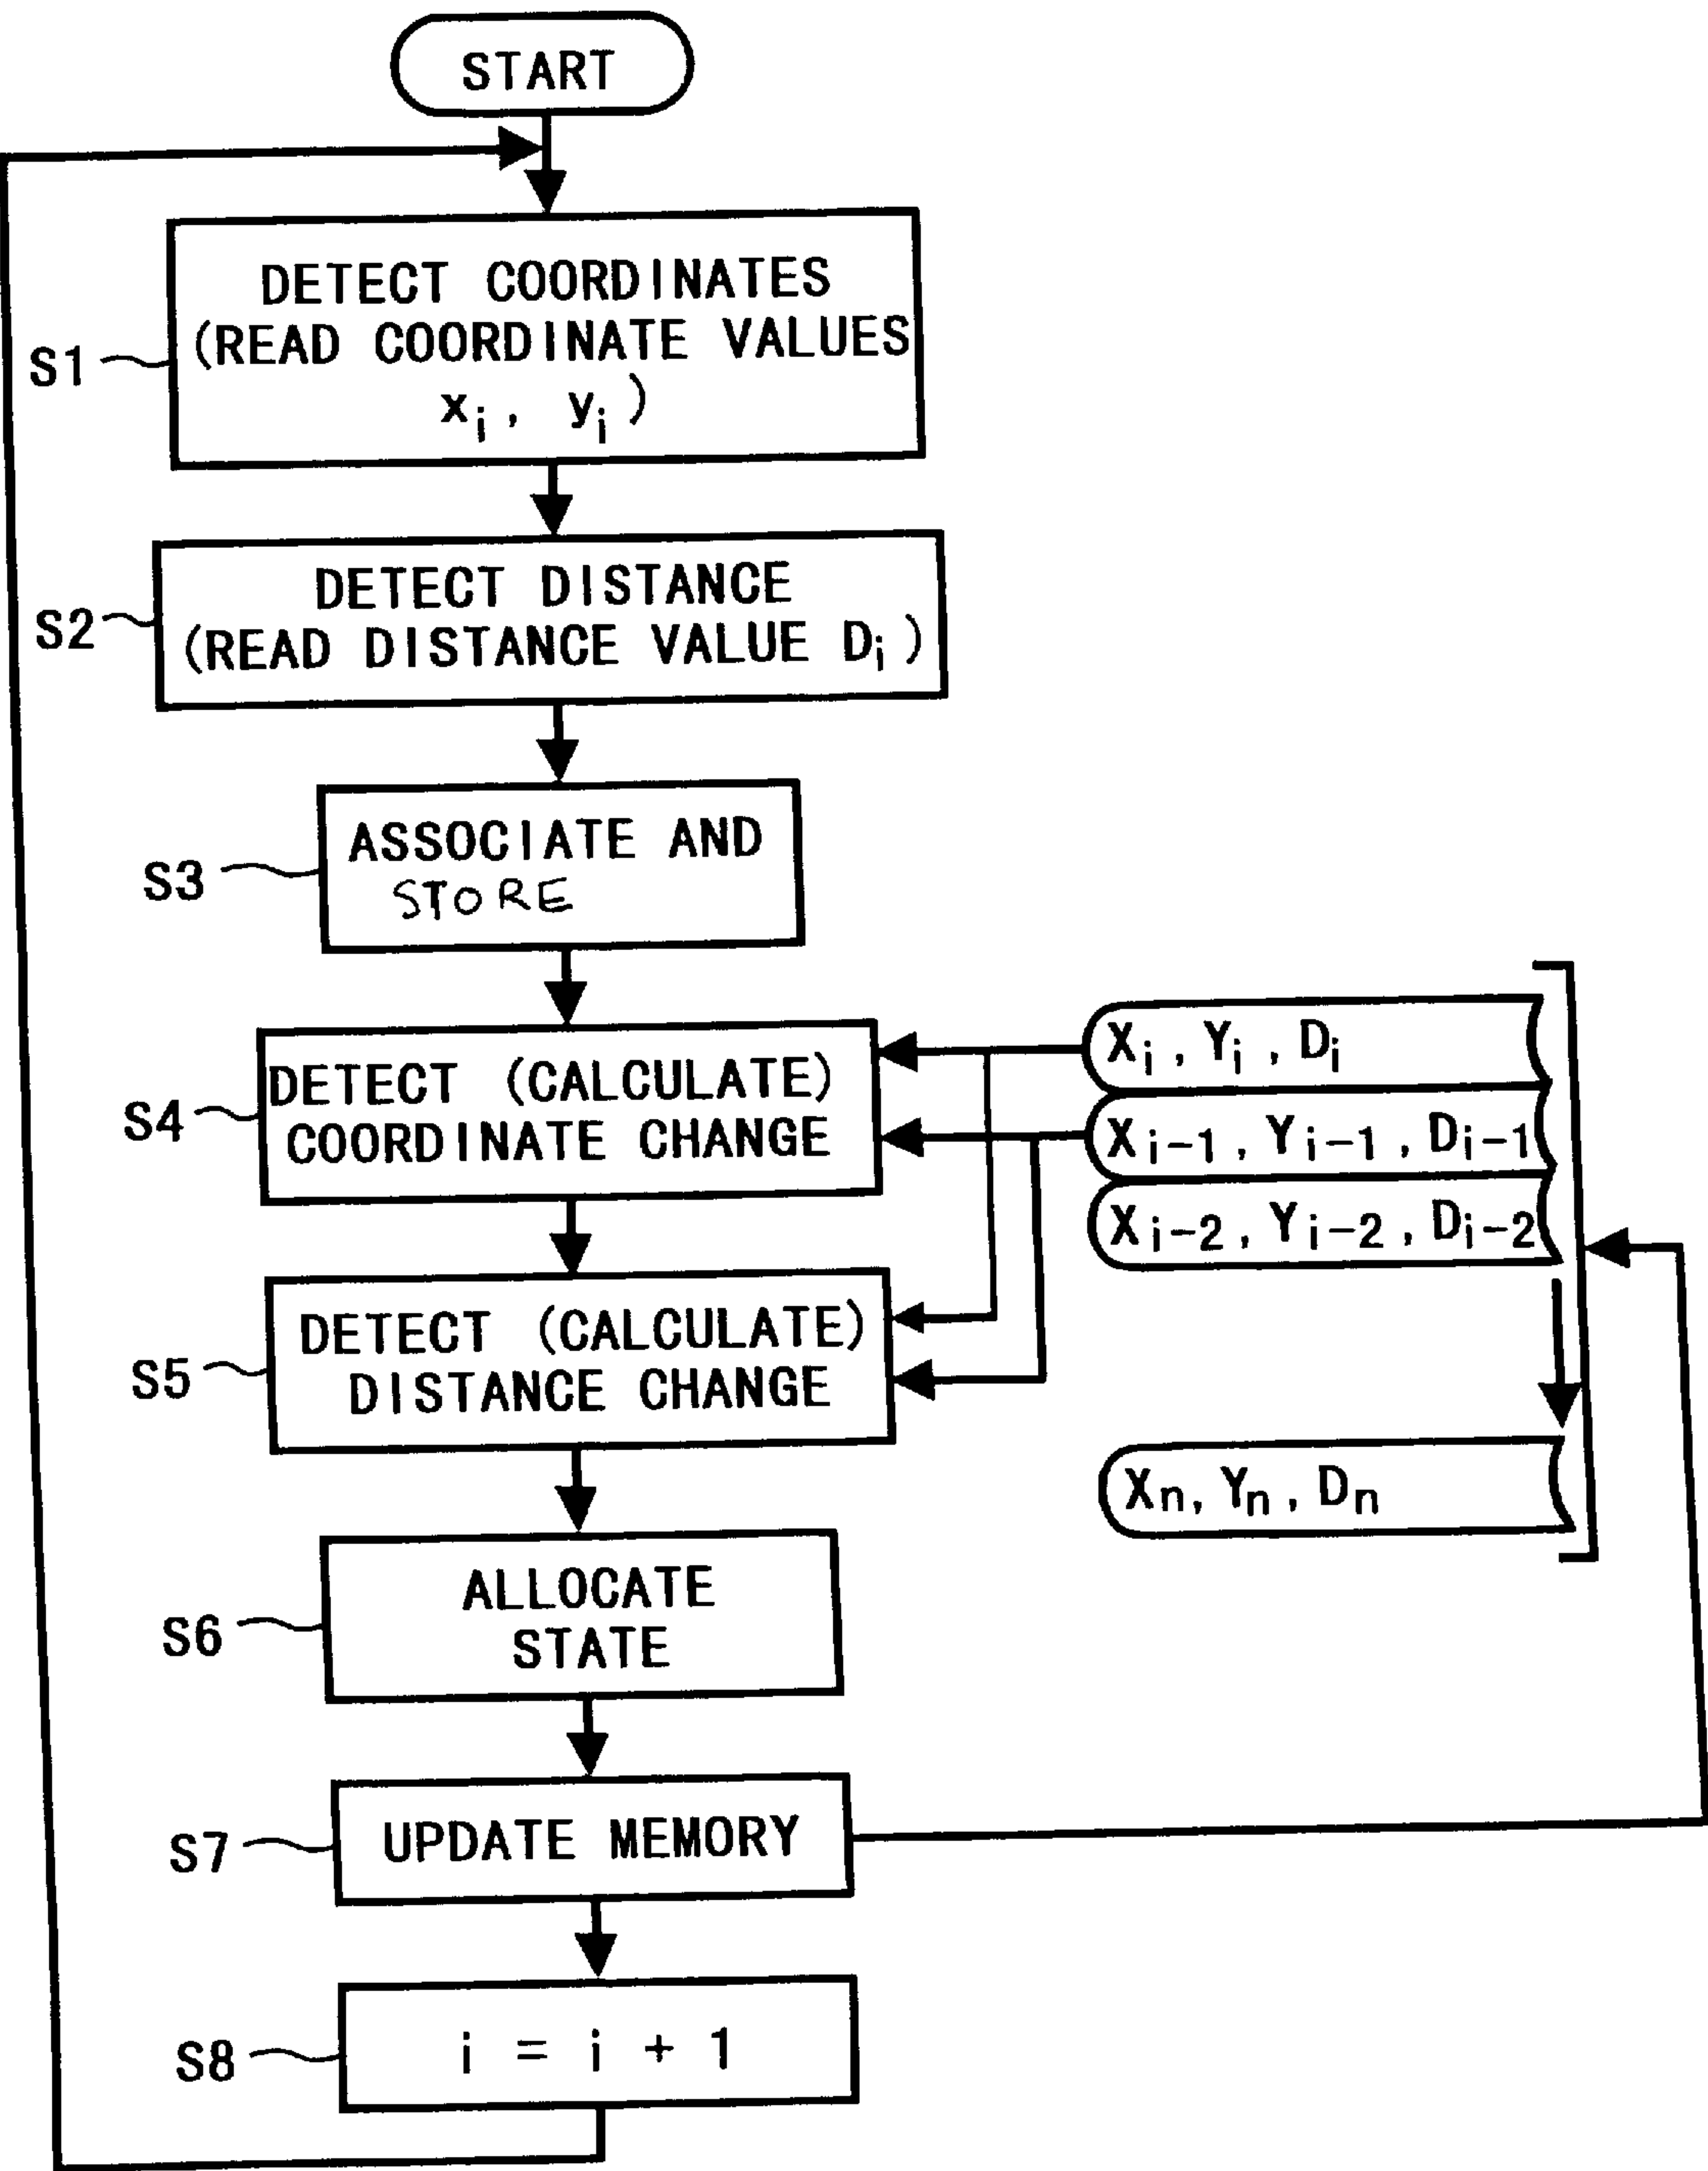 START
DETECT COORDINATES
(READ COORDINATE VALUES
xi, yi)
S1
DETECT DISTANCE
(READ DISTANCE VALUE Di)
S2
ASSOCIATE AND
STORE
S3
DETECT (CALCULATE)
COORDINATE CHANGE
S4
Xi, Yi, Di
Xi-1, Yi-1, Di-1
Xi-2, Yi-2, Di-2
DETECT (CALCULATE)
DISTANCE CHANGE
S5
Xn, Yn, Dn
ALLOCATE
STATE
S6
UPDATE MEMORY
S7
i = i + 1
S8